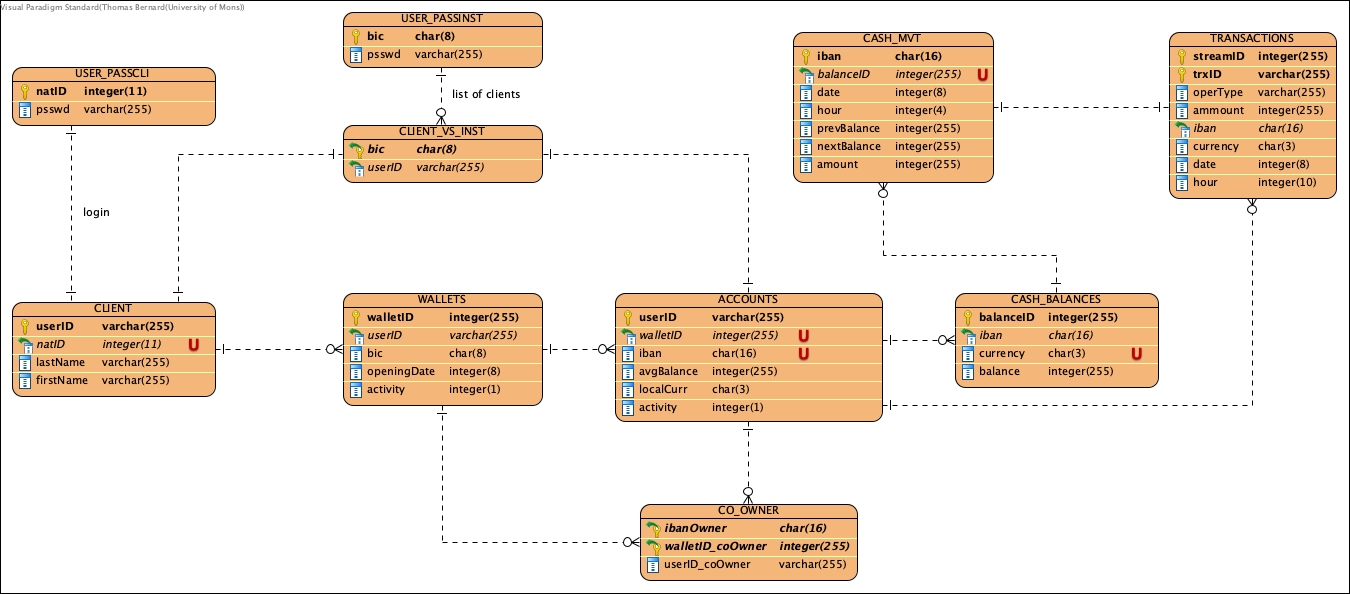 Visual Paradigm Standard(Thomas Bernard(University of Mons))
USER_PASSINST
bic char(8)
psswd varchar(255)
USER_PASSCLI
natID integer(11)
psswd varchar(255)
list of clients
CLIENT_VS_INST
bic char(8)
userID varchar(255)
CASH_MVT
iban char(16)
balanceID integer(255) U
date integer(8)
hour integer(4)
prevBalance integer(255)
nextBalance integer(255)
amount integer(255)
TRANSACTIONS
streamID integer(255)
trxID varchar(255)
operType varchar(255)
ammount integer(255)
iban char(16)
currency char(3)
date integer(8)
hour integer(10)
login
CLIENT
userID varchar(255)
natID integer(11) U
lastName varchar(255)
firstName varchar(255)
WALLETS
walletID integer(255)
userID varchar(255)
bic char(8)
openingDate integer(8)
activity integer(1)
ACCOUNTS
userID varchar(255)
walletID integer(255) U
iban char(16) U
avgBalance integer(255)
localCurr char(3)
activity integer(1)
CASH_BALANCES
balanceID integer(255)
iban char(16)
currency char(3) U
balance integer(255)
CO_OWNER
ibanOwner char(16)
walletID_coOwner integer(255)
userID_coOwner varchar(255)